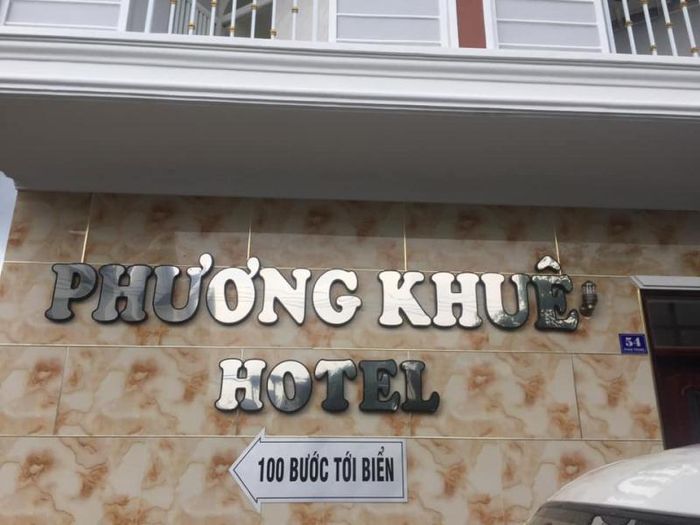 PHƯƠNG KHUÊ
54
HOTEL
100 BƯỚC TỚI BIỂN